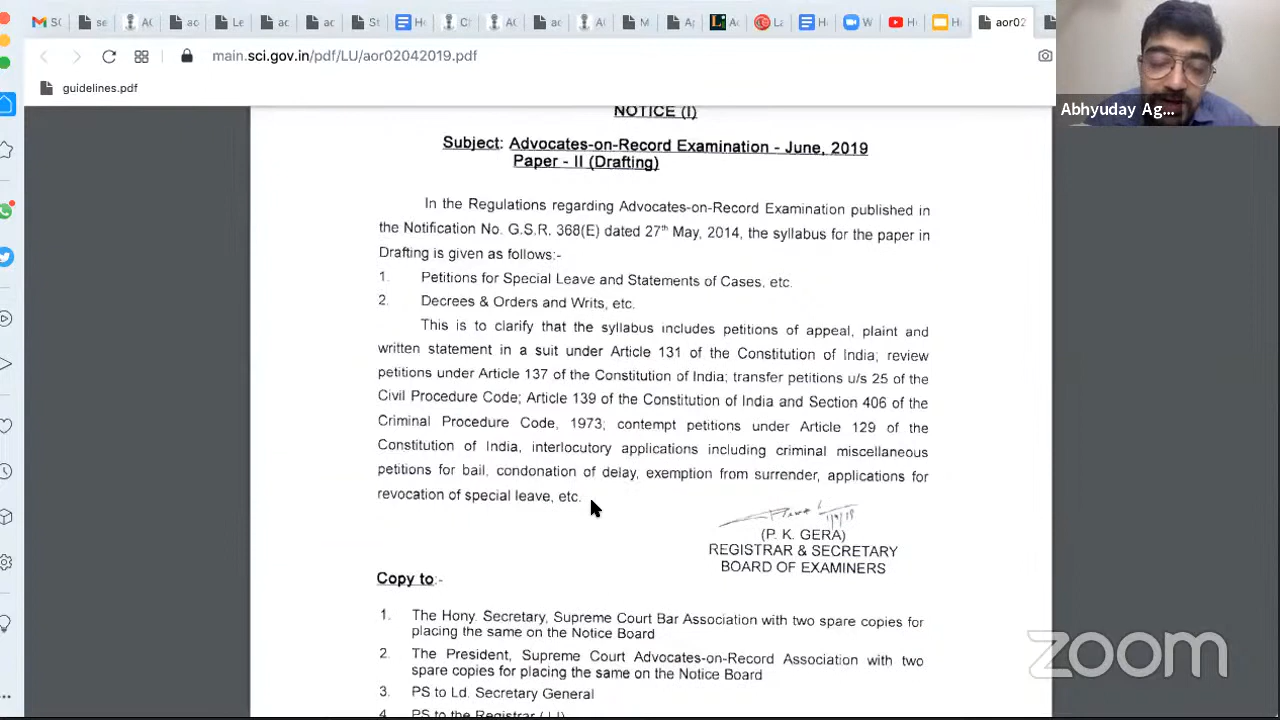 main.sci.gov.in/pdf/LU/aor02042019.pdf
aor02
guidelines.pdf
Abhyuday Ag...
NOTICE (I)
Subject: Advocates-on-Record Examination - June, 2019
Paper - II (Drafting)
In the Regulations regarding Advocates-on-Record Examination published in
the Notification No. G.S.R. 368(E) dated 27th May, 2014, the syllabus for the paper in
Drafting is given as follows:-
1. Petitions for Special Leave and Statements of Cases, etc.
2. Decrees & Orders and Writs, etc.
This is to clarify that the syllabus includes petitions of appeal, plaint and
written statement in a suit under Article 131 of the Constitution of India; review
petitions under Article 137 of the Constitution of India; transfer petitions u/s 25 of the
Civil Procedure Code; Article 139 of the Constitution of India and Section 406 of the
Criminal Procedure Code, 1973; contempt petitions under Article 129 of the
Constitution of India, interlocutory applications including criminal miscellaneous
petitions for bail, condonation of delay, exemption from surrender, applications for
revocation of special leave, etc.
(P. K. GERA)
REGISTRAR & SECRETARY
BOARD OF EXAMINERS
Copy to:-
1. The Hony. Secretary, Supreme Court Bar Association with two spare copies for
placing the same on the Notice Board
2. The President, Supreme Court Advocates-on-Record Association with two
spare copies for placing the same on the Notice Board
3. PS to Ld. Secretary General
4. PS to the Registrar (J.I)
zoom